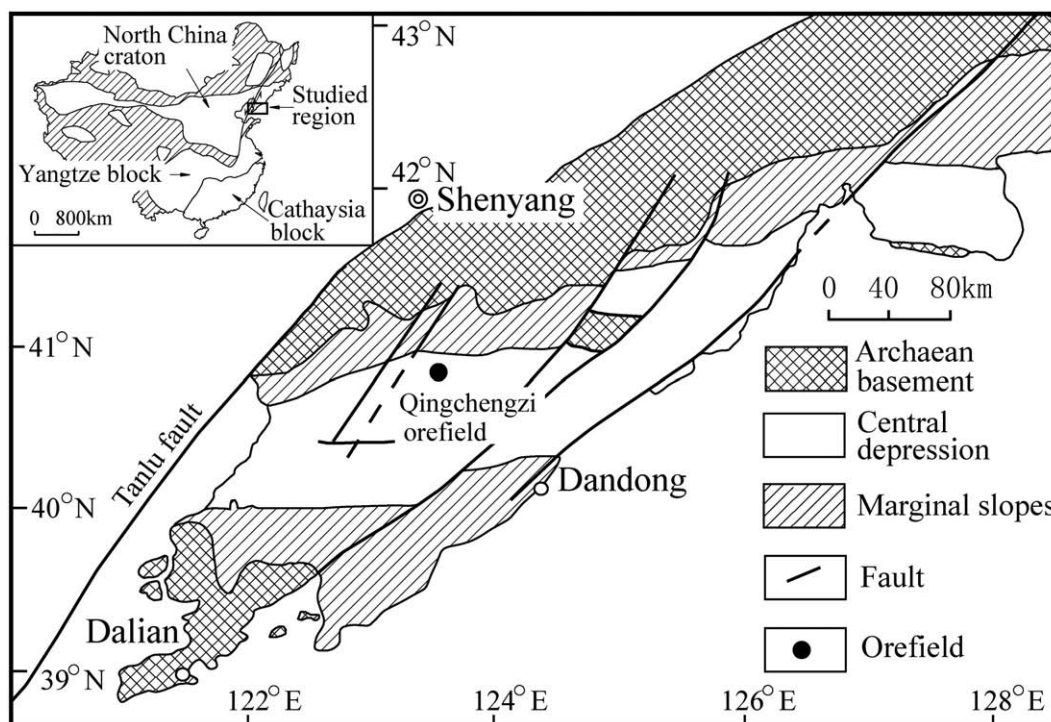 North China
craton
Studied
region
Yangtze block
Cathaysia
block
0 800km
43°N
42°N
41°N
40°N
39°N
Shenyang
Qingchengzi
orefield
Tanlu fault
Dandong
Dalian
0 40 80km
Archaean
basement
Central
depression
Marginal slopes
Fault
Orefield
122°E 124°E 126°E 128°E